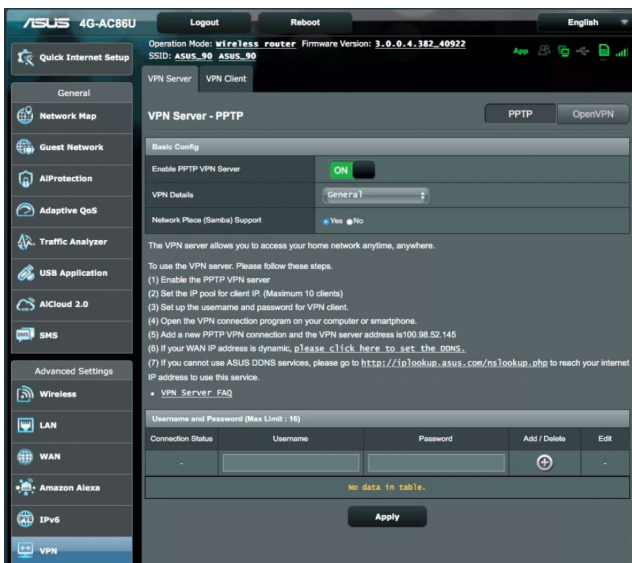 ASUS 4G-AC86U
Logout
Reboot
English
Operation Mode: Wireless router Firmware Version: 3.0.0.4.382_40922
SSID: ASUS_90 ASUS_90
App
Quick Internet Setup
General
Network Map
Guest Network
AiProtection
Adaptive QoS
Traffic Analyzer
USB Application
AiCloud 2.0
SMS
Advanced Settings
Wireless
LAN
WAN
Amazon Alexa
IPv6
VPN
VPN Server VPN Client
VPN Server - PPTP
PPTP OpenVPN
Basic Config
Enable PPTP VPN Server ON
VPN Details General
Network Place (Samba) Support Yes No
The VPN server allows you to access your home network anytime, anywhere.
To use the VPN server. Please follow these steps.
(1) Enable the PPTP VPN server
(2) Set the IP pool for client IP. (Maximum 10 clients)
(3) Set up the username and password for VPN client.
(4) Open the VPN connection program on your computer or smartphone.
(5) Add a new PPTP VPN connection and the VPN server address is100.98.52.145
(6) If your WAN IP address is dynamic, please click here to set the DDNS.
(7) If you cannot use ASUS DDNS services, please go to http://iplookup.asus.com/nslookup.php to reach your internet
IP address to use this service.
• VPN Server FAQ
Username and Password (Max Limit : 16)
Connection Status Username Password Add / Delete Edit
- -
No data in table.
Apply